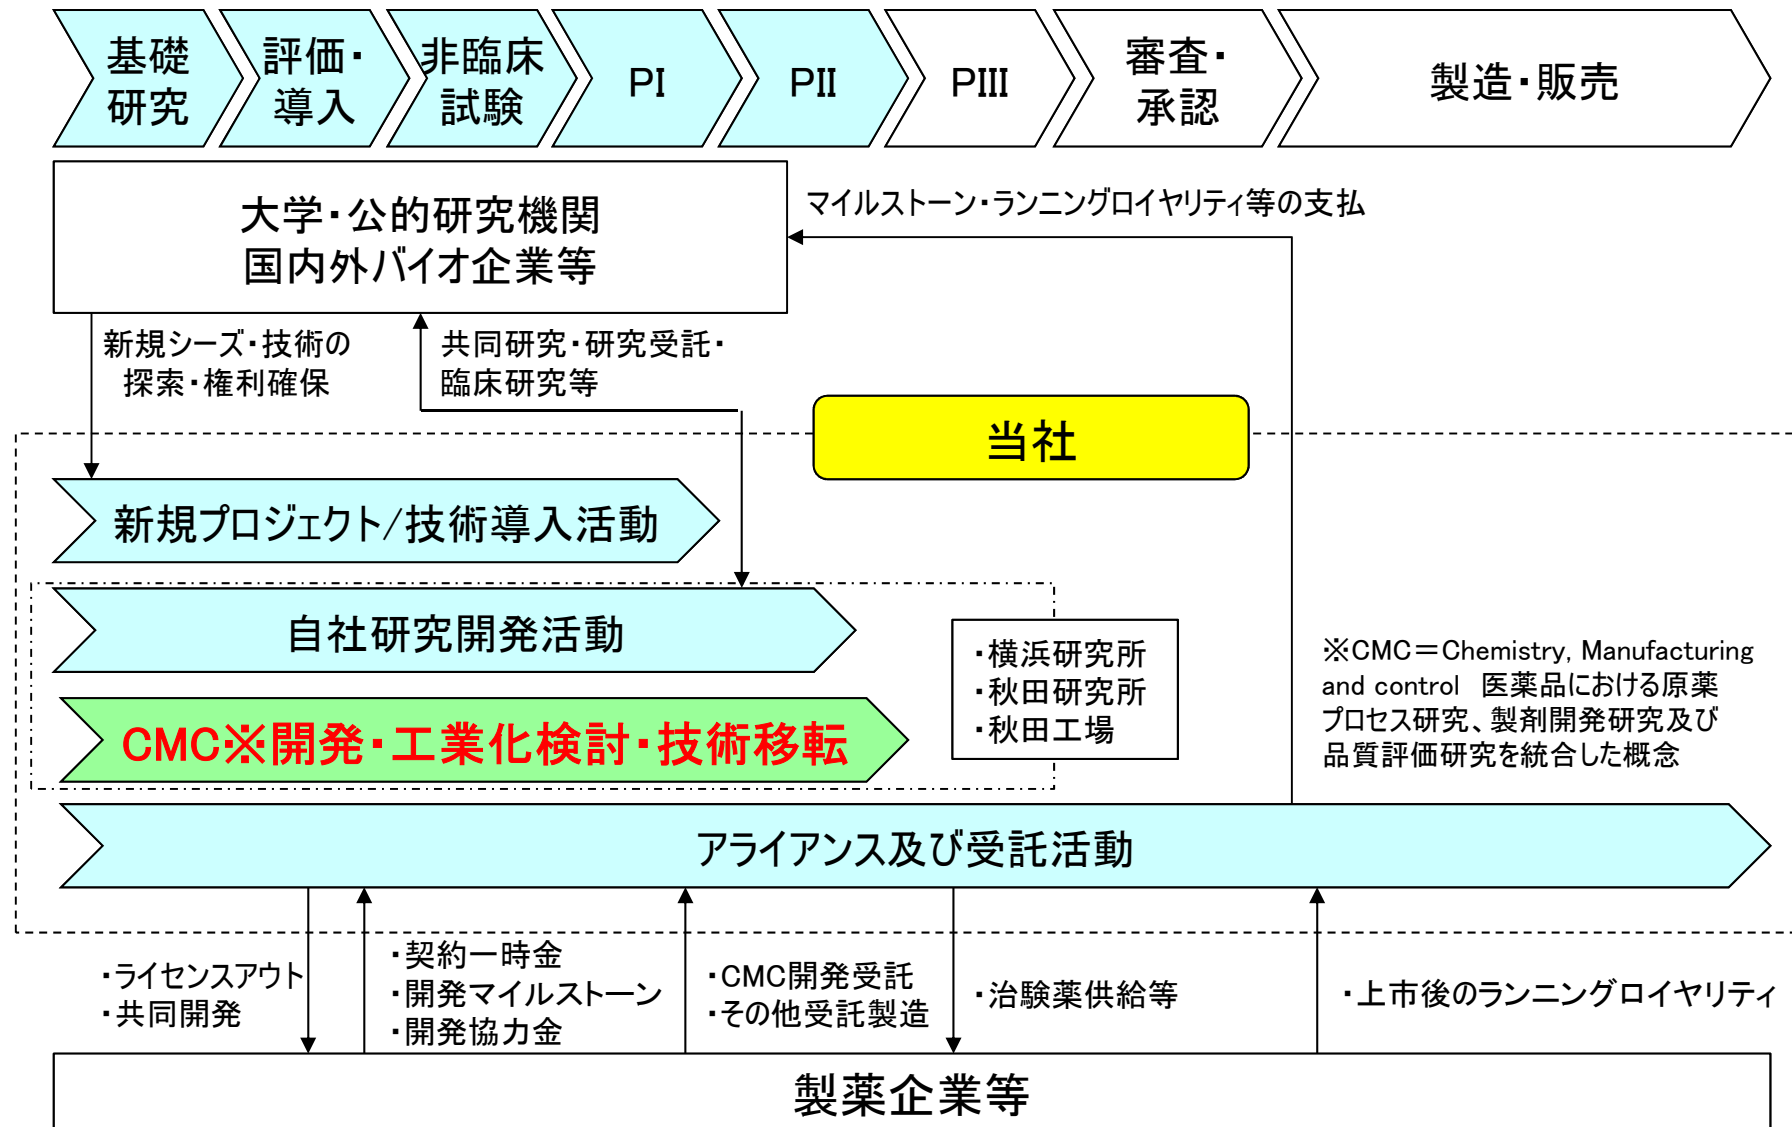 基礎
研究
評価・
導入
非臨床
試験
PI
PII
PIII
審査・
承認
製造・販売
大学・公的研究機関
国内外バイオ企業等
マイルストーン・ランニングロイヤリティ等の支払
新規シーズ・技術の
探索・権利確保
共同研究・研究受託・
臨床研究等
当社
新規プロジェクト/技術導入活動
自社研究開発活動
CMC※開発・工業化検討・技術移転
・横浜研究所
・秋田研究所
・秋田工場
※CMC＝Chemistry, Manufacturing
and control　医薬品における原薬
プロセス研究、製剤開発研究及び
品質評価研究を統合した概念
アライアンス及び受託活動
・ライセンスアウト
・共同開発
・契約一時金
・開発マイルストーン
・開発協力金
・CMC開発受託
・その他受託製造
・治験薬供給等
・上市後のランニングロイヤリティ
製薬企業等